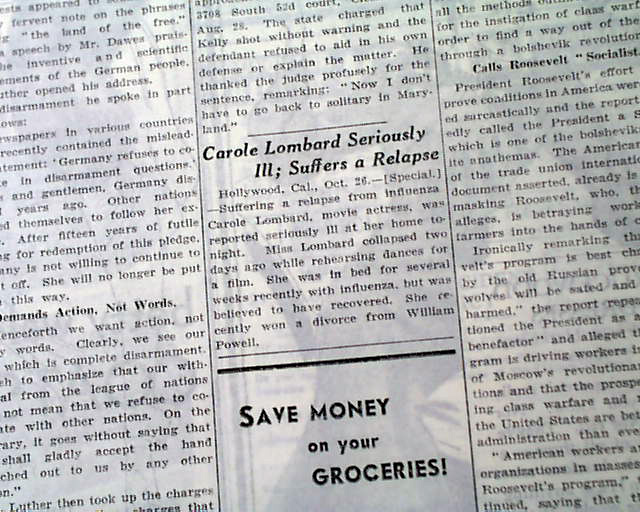 ests appeared to s
fervent note on the phrases
"the land of the free."
speech by Mr. Dawes prais-
the inventive and scientific
ements of the German people,
uther opened his address.
disarmament he spoke in part
ows:
ewspapers in various countries
recently contained the mislead-
tatement: 'Germany refuses to co-
e in disarmament questions.'
s and gentlemen, Germany dis-
years ago. Other nations
ed themselves to follow her ex-
. After fifteen years of futile
ng for redemption of this pledge,
any is not willing to continue to
t off. She will no longer be put
this way.
Demands Action, Not Words.
enceforth we want action, not
y words. Clearly, we see our
which is complete disarmament.
sh to emphasize that our with-
al from the league of nations
not mean that we refuse to co-
ate with other nations. On the
rary, it goes without saying that
shall gladly accept the hand
ched out to us by any other
on."
Luther then took up the charges
charges that
3708 South 52d court,
Aug. 28. The state charged that
Kelly shot without warning and the
defendant refused to aid in his own
defense or explain the matter. He
thanked the judge profusely for the
sentence, remarking: "Now I don't
have to go back to solitary in Mary-
land."
Carole Lombard Seriously
Ill; Suffers a Relapse
Hollywood, Cal., Oct. 26.—[Special.]
—Suffering a relapse from influenza
Carole Lombard, movie actress, was
reported seriously ill at her home to-
night. Miss Lombard collapsed two
days ago while rehearsing dances for
a film. She was in bed for several
weeks recently with influenza, but was
believed to have recovered. She re-
cently won a divorce from William
Powell.
SAVE MONEY
on your
GROCERIES!
all the methods
for the instigation of class war
order to find a way out of the
through a bolshevik revolution
Calls Roosevelt "Socialist
President Roosevelt's effort
prove conditions in America wer
ed sarcastically and the report
edly called the President a S
which is one of the bolshevik
ite anathemas. The American
of the trade union internatio
document asserted, already is
masking Roosevelt, who,
alleges, is betraying work
farmers into the hands of
Ironically remarking tha
velt's program is best cha
by the old Russian prove
wolves will be sated and
harmed," the report repa
tioned the President as a
benefactor" and alleged
gram is driving workers i
of Moscow's revolutiona
tions and that the prosp
ing class warfare and r
the United States are bet
administration than eve
"American workers a
organizations in masses
Roosevelt's program,"
tinued, saying that t